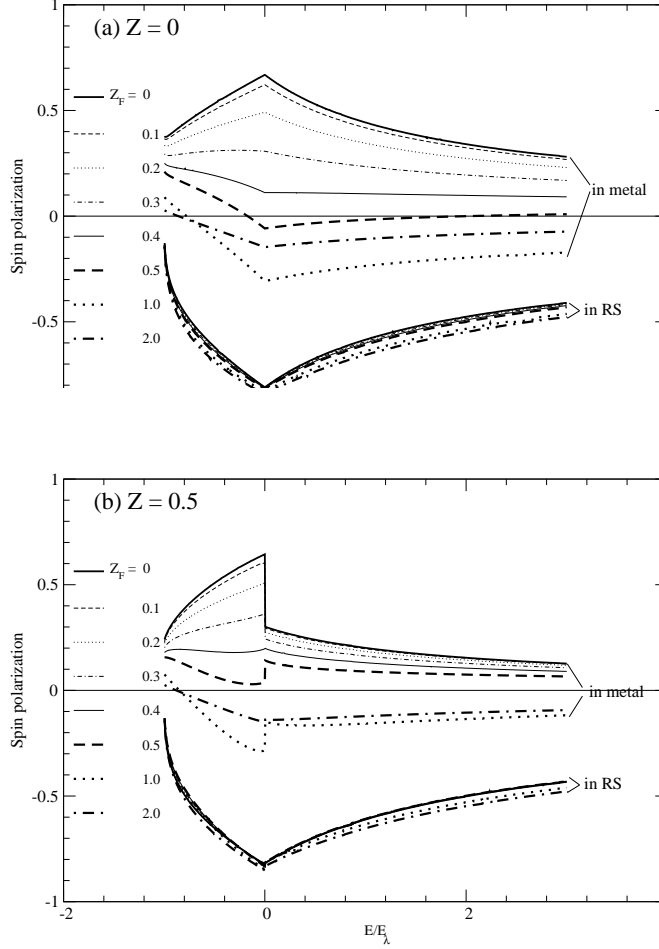 1
(a) Z = 0
Z_F = 0
0.5
0.1
0.2
in metal
0.3
0
Spin polarization
0.4
0.5
1.0
-0.5
in RS
2.0
1
(b) Z = 0.5
Z_F = 0
0.5
0.1
0.2
0.3
0
in metal
Spin polarization
0.4
0.5
1.0
in RS
-0.5
2.0
-1
-2
0
2
E/E_λ